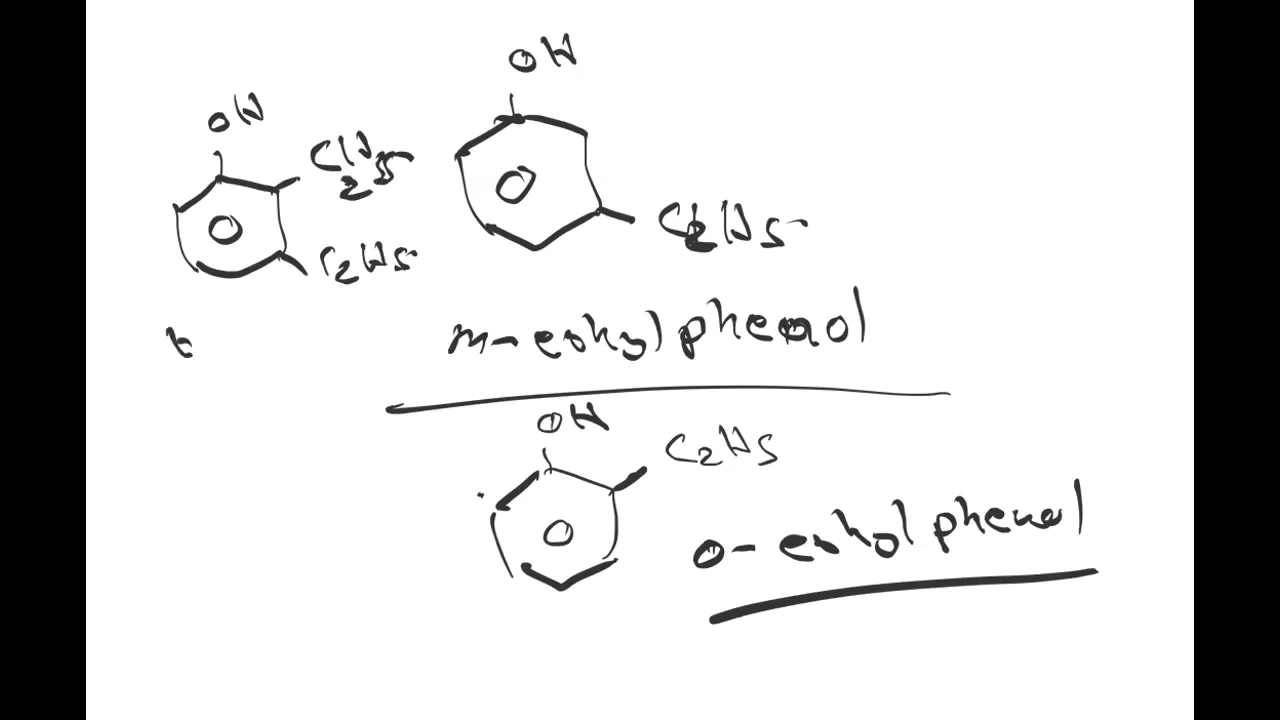 OH
OH
C2H5
C2H5
C2H5
m-ethyl phenol
OH
C2H5
o-ethyl phenol